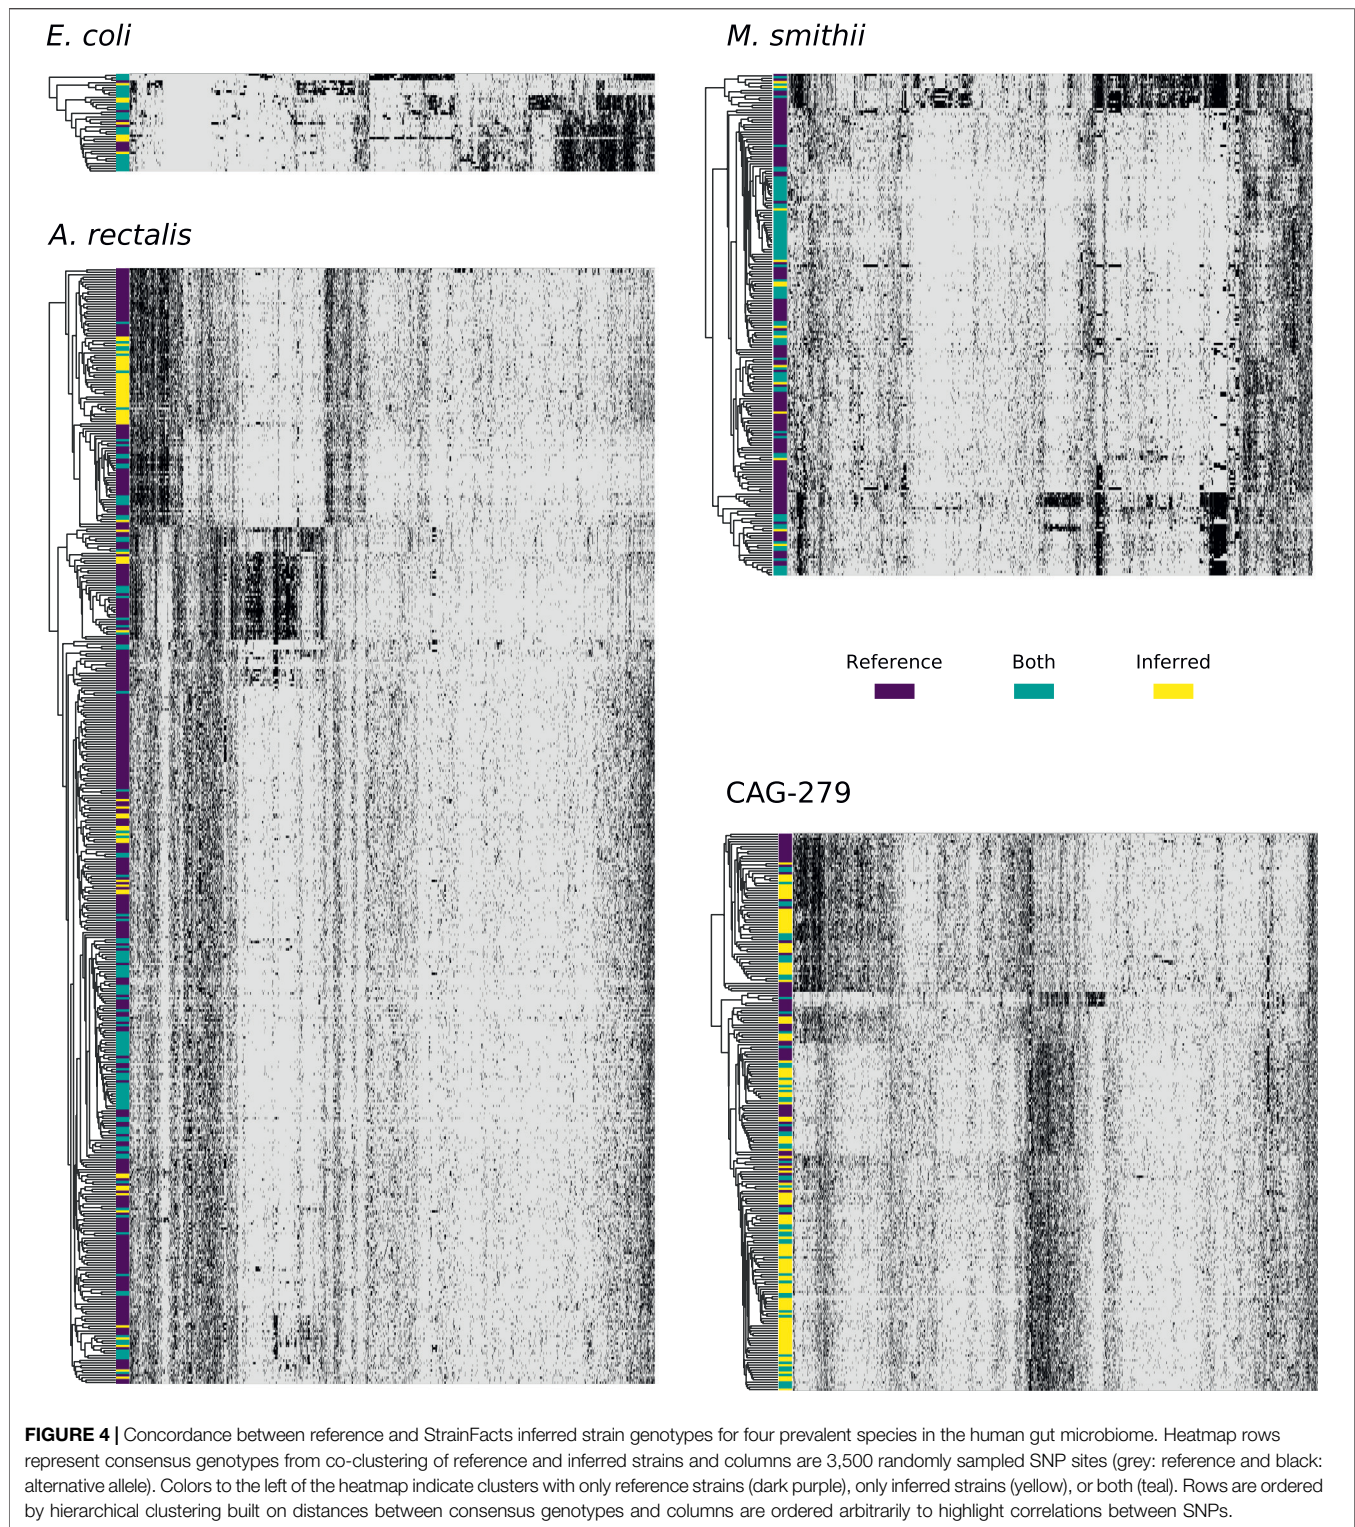 E. coli
M. smithii
A. rectalis
Reference Both Inferred
CAG-279
FIGURE 4 | Concordance between reference and StrainFacts inferred strain genotypes for four prevalent species in the human gut microbiome. Heatmap rows
represent consensus genotypes from co-clustering of reference and inferred strains and columns are 3,500 randomly sampled SNP sites (grey: reference and black:
alternative allele). Colors to the left of the heatmap indicate clusters with only reference strains (dark purple), only inferred strains (yellow), or both (teal). Rows are ordered
by hierarchical clustering built on distances between consensus genotypes and columns are ordered arbitrarily to highlight correlations between SNPs.